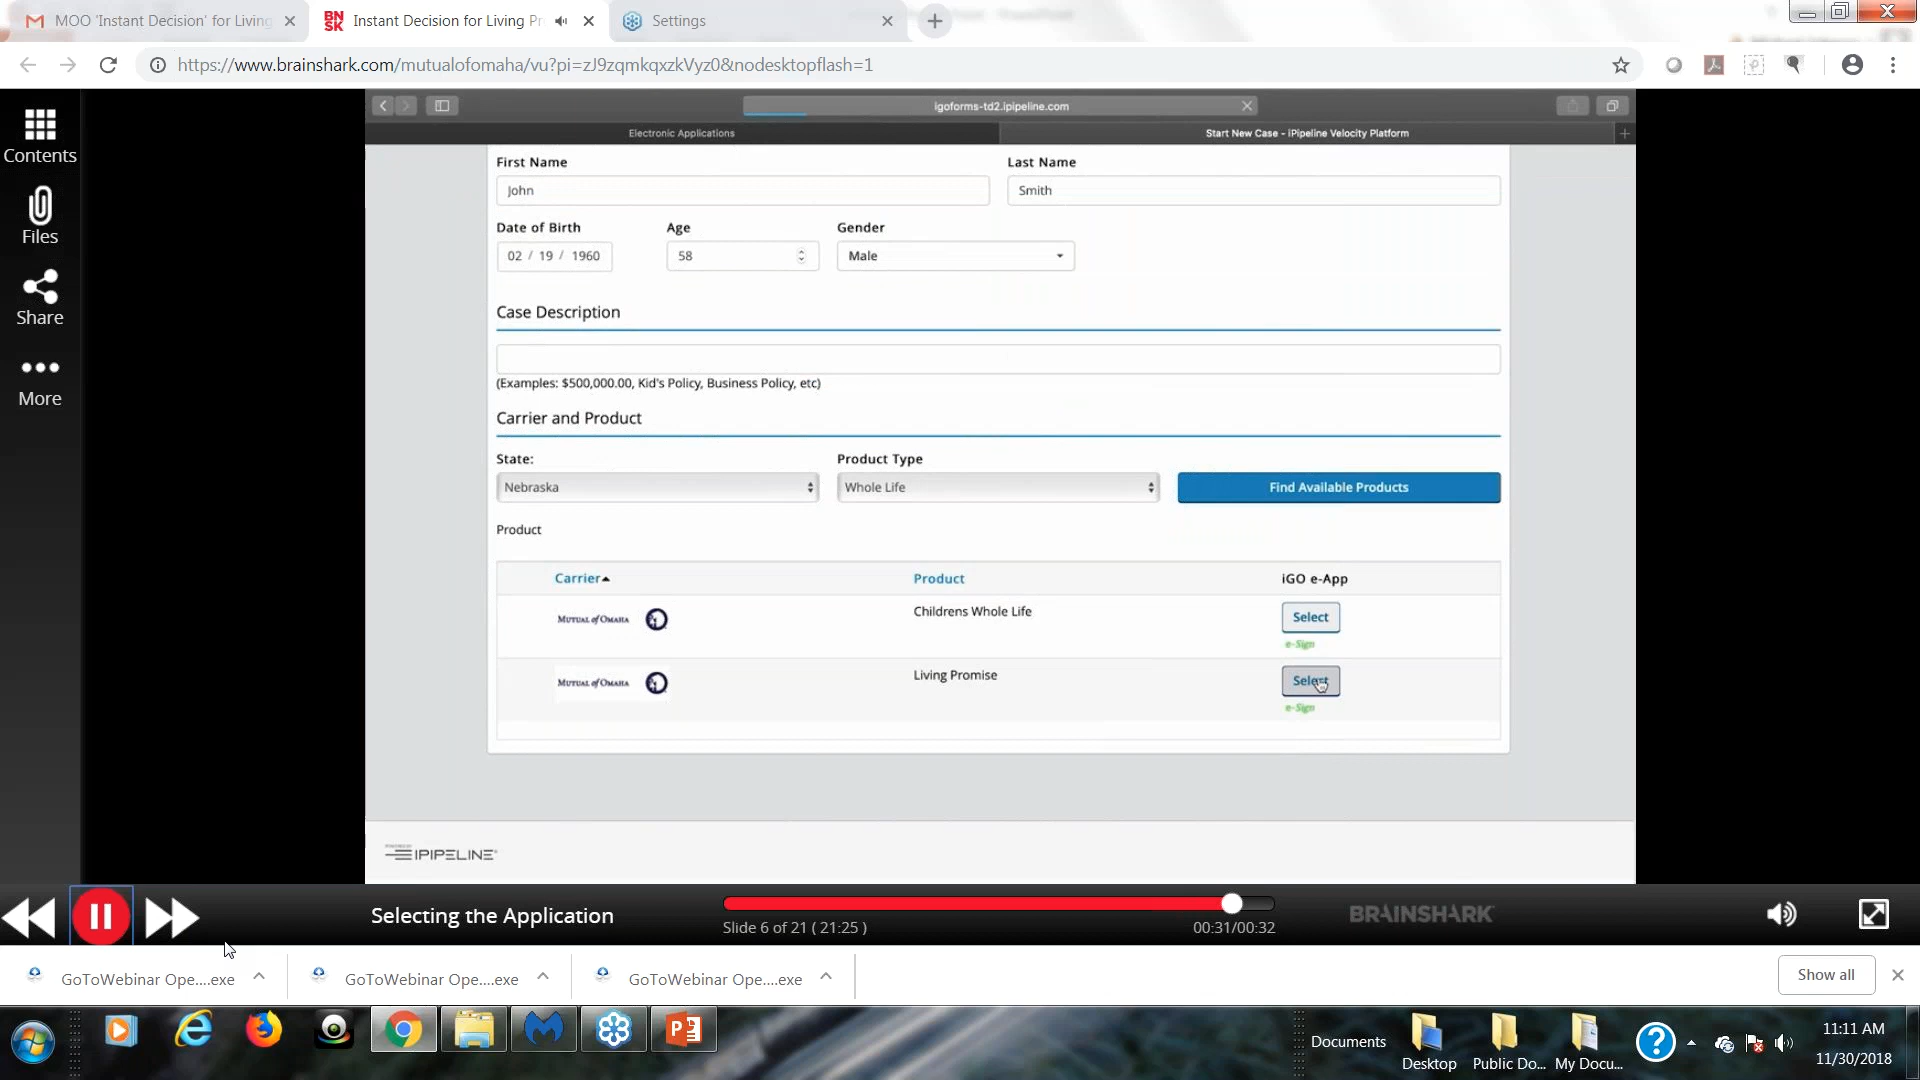 MOO 'Instant Decision' for Living
Instant Decision for Living Pr
Settings
https://www.brainshark.com/mutualofomaha/vu?pi=zJ9zqmkqxzkVyz0&nodesktopflash=1
Contents
Files
Share
More
igoforms-td2.ipipeline.com
Electronic Applications
Start New Case - iPipeline Velocity Platform
First Name
Last Name
John
Smith
Date of Birth
Age
Gender
02 / 19 / 1960
58
Male
Case Description
(Examples: $500,000.00, Kid's Policy, Business Policy, etc)
Carrier and Product
State:
Product Type
Nebraska
Whole Life
Find Available Products
Product
Carrier
Product
iGO e-App
MUTUAL of OMAHA
Childrens Whole Life
Select
e-Sign
MUTUAL of OMAHA
Living Promise
Select
e-Sign
IPIPELINE
Selecting the Application
Slide 6 of 21 ( 21:25 )
00:31/00:32
BRAINSHARK
GoToWebinar Ope....exe
GoToWebinar Ope....exe
GoToWebinar Ope....exe
Show all
Documents
Desktop
Public Do...
My Docu...
11:11 AM
11/30/2018